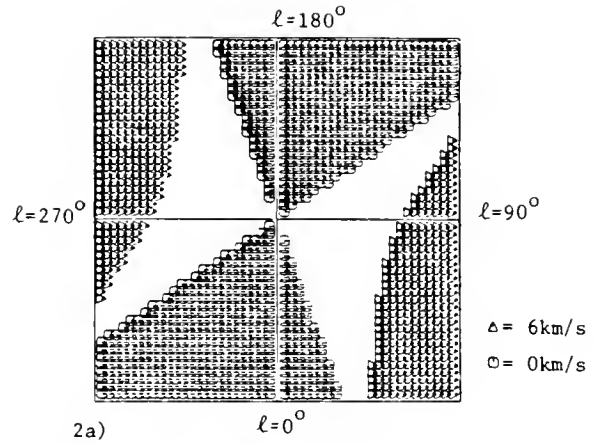 ℓ=180°
ℓ=270°
ℓ=90°
△= 6km/s
○= 0km/s
ℓ=0°
2a)